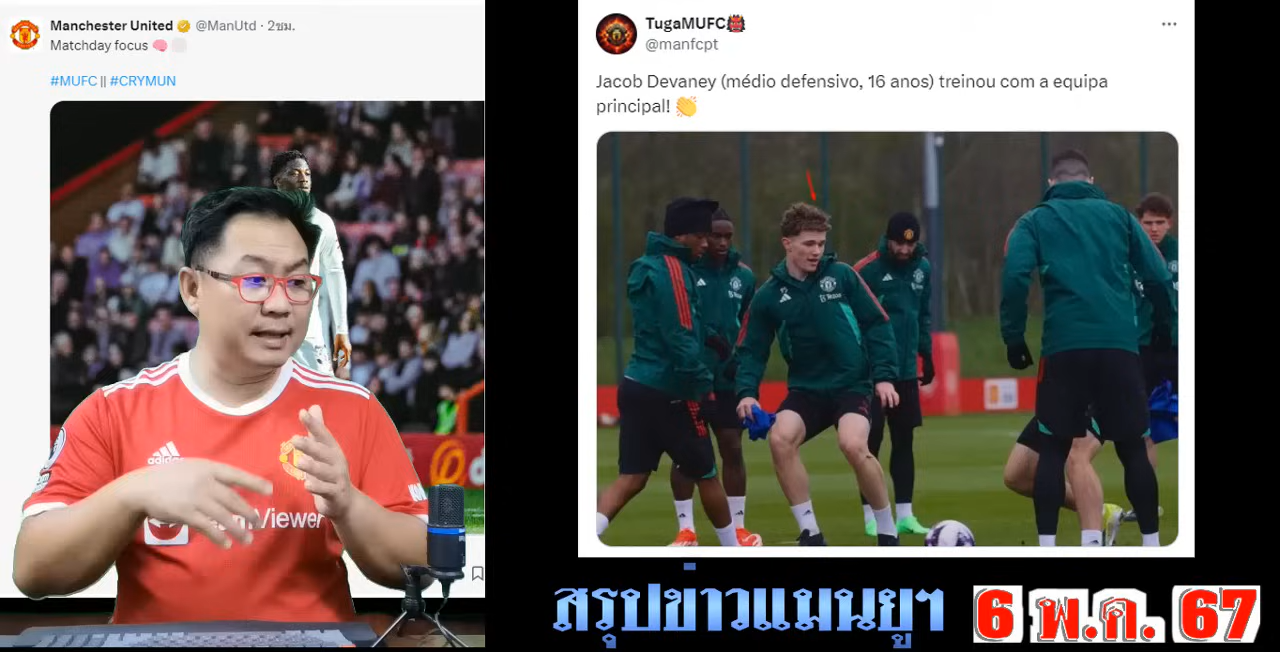 Manchester United @ManUtd · 2ชม.
Matchday focus
#MUFC || #CRYMUN
TeamViewer
TugaMUFC
@manfcpt
Jacob Devaney (médio defensivo, 16 anos) treinou com a equipa
principal!
สรุปข่าวแมนยูฯ 6 พ.ค. 67